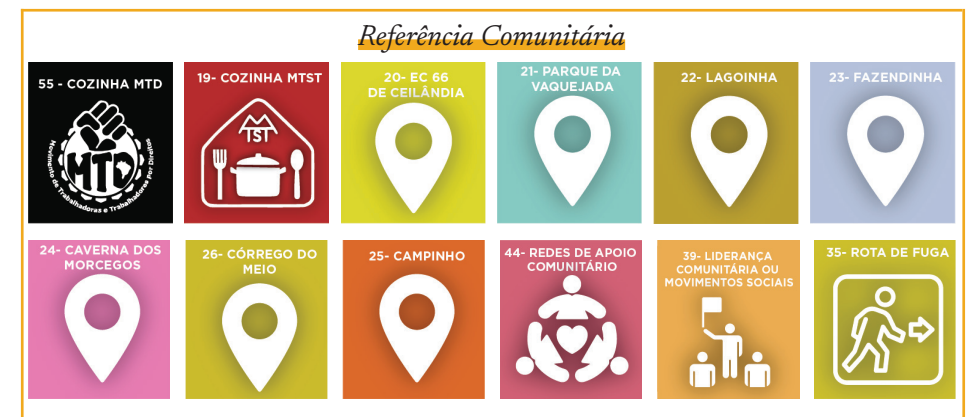 Referência Comunitária
55 - COZINHA MTD
MTD
Movimento de Trabalhadoras e Trabalhadores Por Direitos
19- COZINHA MTST
TST
20- EC 66
DE CEILÂNDIA
21- PARQUE DA
VAQUEJADA
22- LAGOINHA
23- FAZENDINHA
24- CAVERNA DOS
MORCEGOS
26- CÓRREGO DO
MEIO
25- CAMPINHO
44- REDES DE APOIO
COMUNITÁRIO
39- LIDERANÇA
COMUNITÁRIA OU
MOVIMENTOS SOCIAIS
35- ROTA DE FUGA